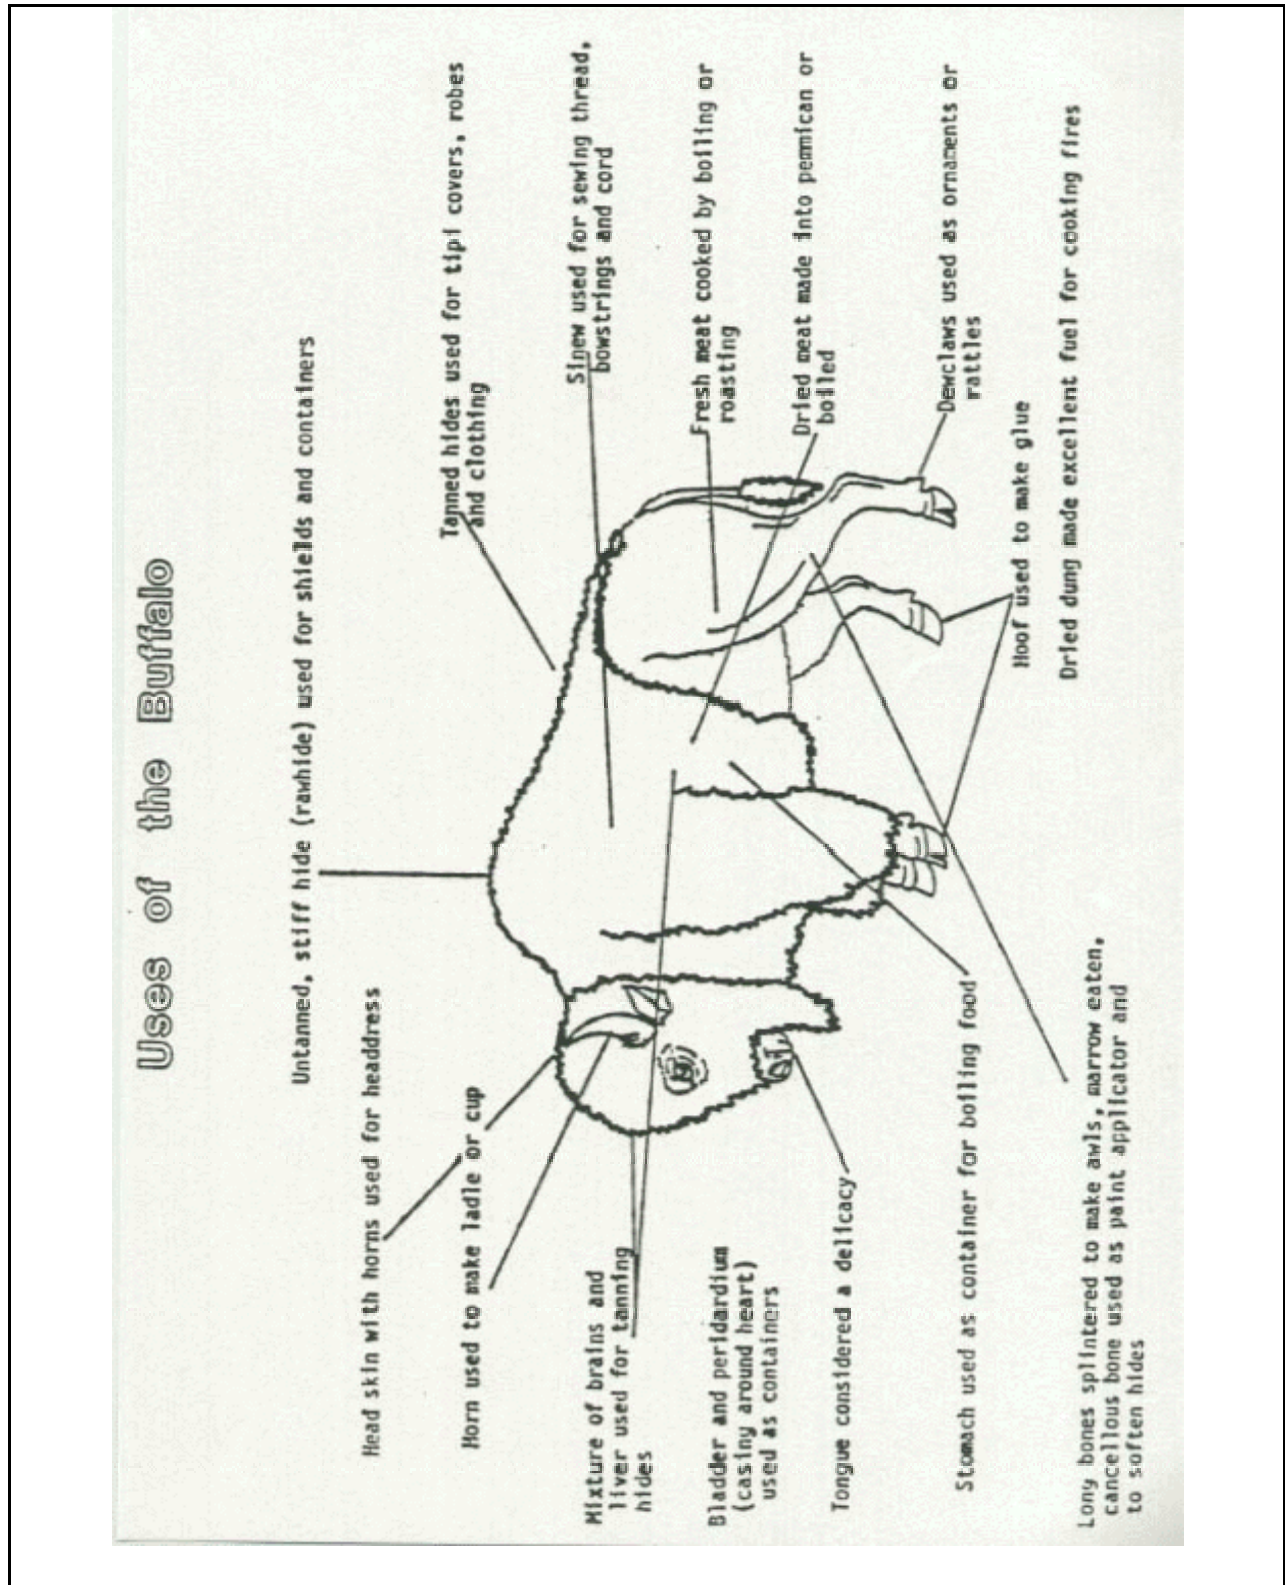 Uses of the Buffalo
Untanned, stiff hide (rawhide) used for shields and containers
Head skin with horns used for headdress
Horn used to make ladle or cup
Mixture of brains and
liver used for tanning
hides
Bladder and peridardium
(casing around heart)
used as containers
Tongue considered a delicacy
Stomach used as container for boiling food
Long bones splintered to make awls, marrow eaten,
cancellous bone used as paint applicator and
to soften hides
Tanned hides used for tipi covers, robes
and clothing
Sinew used for sewing thread,
bowstrings and cord
Fresh meat cooked by boiling or
roasting
Dried meat made into pemmican or
boiled
Dewclaws used as ornaments or
rattles
Hoof used to make glue
Dried dung made excellent fuel for cooking fires